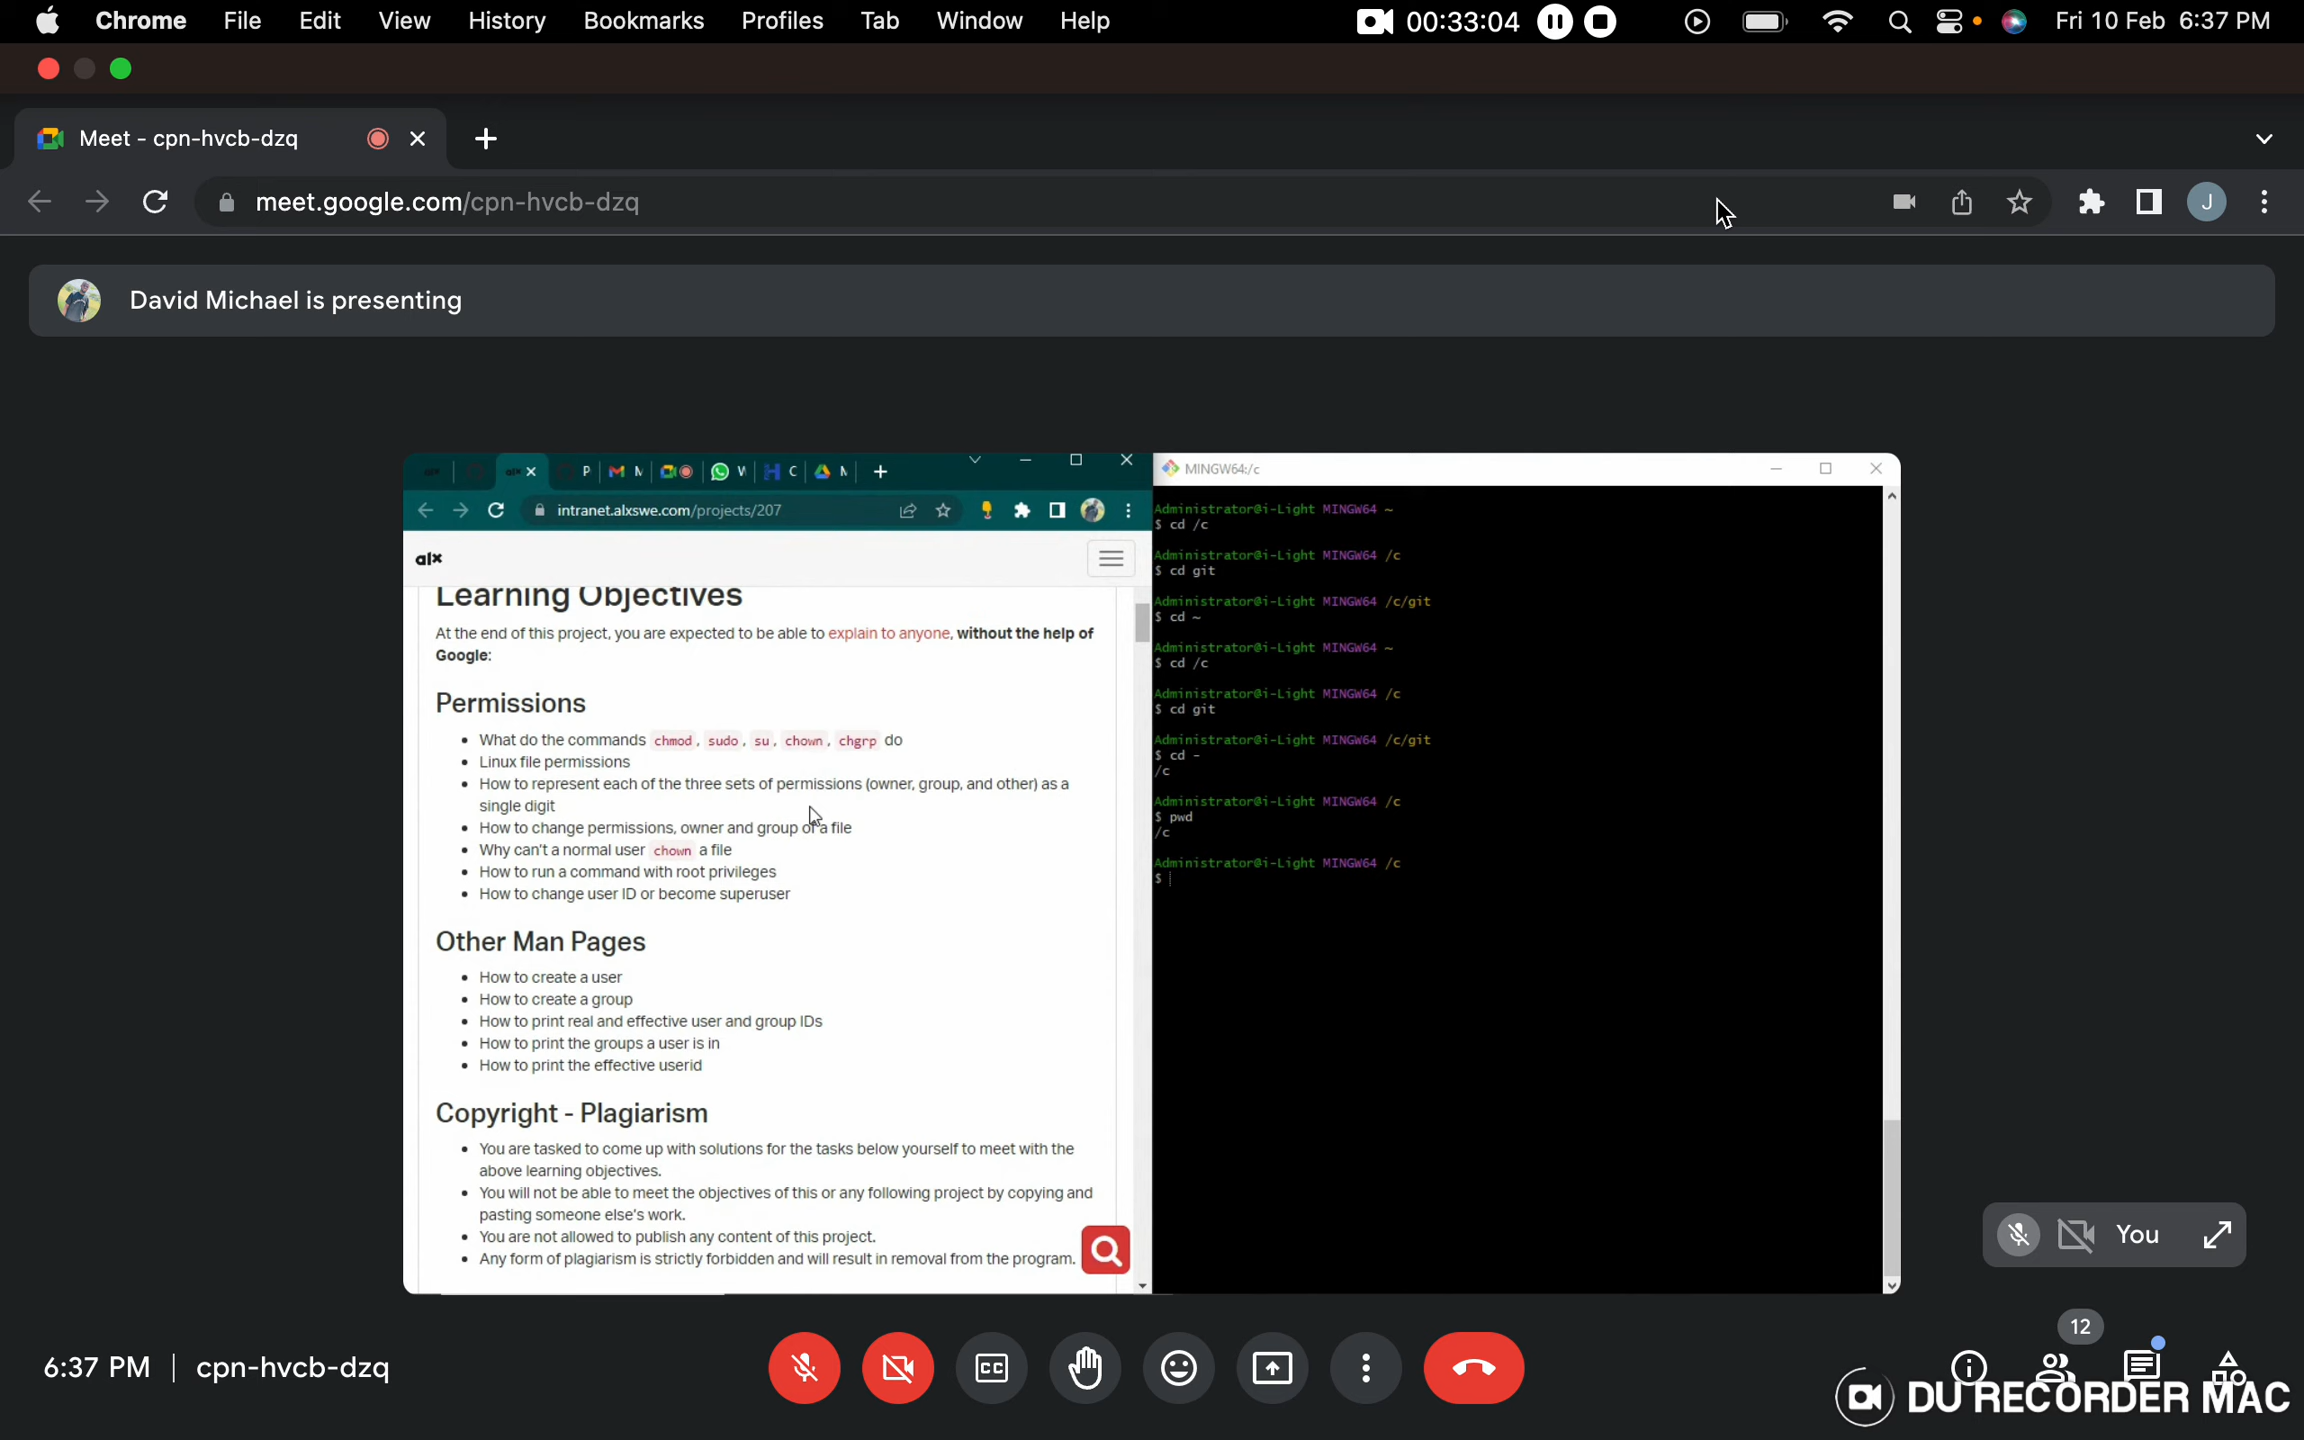 Chrome File Edit View History Bookmarks Profiles Tab Window Help 00:33:04 Fri 10 Feb 6:37 PM
Meet - cpn-hvcb-dzq
meet.google.com/cpn-hvcb-dzq
J
David Michael is presenting
P
C
intranet.alxswe.com/projects/207
alx
Learning Objectives
At the end of this project, you are expected to be able to explain to anyone, without the help of
Google:
Permissions
• What do the commands chmod, sudo, su, chown, chgrp do
• Linux file permissions
• How to represent each of the three sets of permissions (owner, group, and other) as a
single digit
• How to change permissions, owner and group of a file
• Why can't a normal user chown a file
• How to run a command with root privileges
• How to change user ID or become superuser
Other Man Pages
• How to create a user
• How to create a group
• How to print real and effective user and group IDs
• How to print the groups a user is in
• How to print the effective userid
Copyright - Plagiarism
• You are tasked to come up with solutions for the tasks below yourself to meet with the
above learning objectives.
• You will not be able to meet the objectives of this or any following project by copying and
pasting someone else's work.
• You are not allowed to publish any content of this project.
• Any form of plagiarism is strictly forbidden and will result in removal from the program.
MINGW64:/c
Administrator@i-Light MINGW64 ~
$ cd /c
Administrator@i-Light MINGW64 /c
$ cd git
Administrator@i-Light MINGW64 /c/git
$ cd ~
Administrator@i-Light MINGW64 ~
$ cd /c
Administrator@i-Light MINGW64 /c
$ cd git
Administrator@i-Light MINGW64 /c/git
$ cd -
/c
Administrator@i-Light MINGW64 /c
$ pwd
/c
Administrator@i-Light MINGW64 /c
$
You
12
6:37 PM | cpn-hvcb-dzq
CC
DU RECORDER MAC